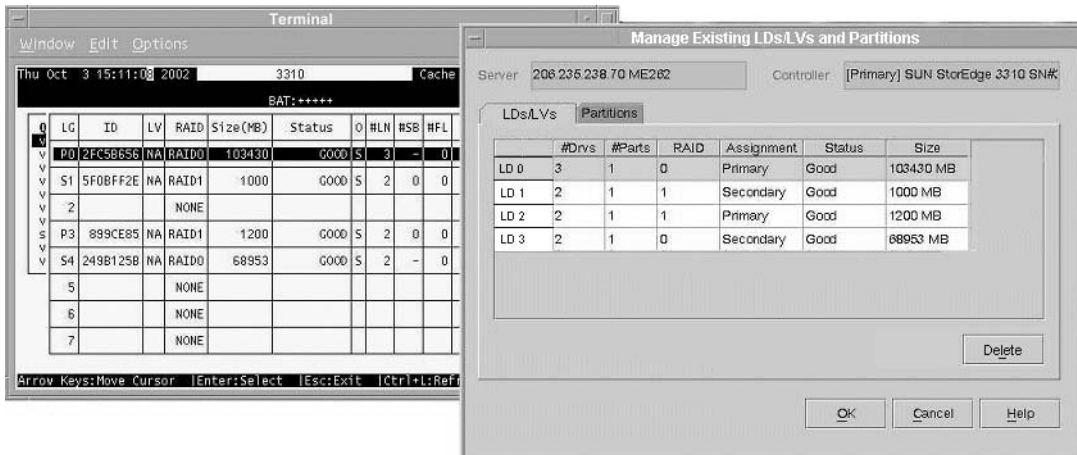 Terminal
Window Edit Options
Thu Oct 3 15:11:08 2002 3310 Cache
BAT:+++++
Q LG ID LV RAID Size(MB) Status O #LN #SB #FL
v P0 2FC5B656 NA RAID0 103430 GOOD S 3 - 0
v S1 5F0BFF2E NA RAID1 1000 GOOD S 2 0 0
v 2 NONE
s P3 899CE85 NA RAID1 1200 GOOD S 2 0 0
v S4 249B125B NA RAID0 68953 GOOD S 2 - 0
5 NONE
6 NONE
7 NONE
Arrow Keys:Move Cursor |Enter:Select |Esc:Exit |Ctrl+L:Refr
Manage Existing LDs/LVs and Partitions
Server 206.235.238.70 ME262 Controller [Primary] SUN StorEdge 3310 SN#
LDs/LVs Partitions
#Drvs #Parts RAID Assignment Status Size
LD 0 3 1 0 Primary Good 103430 MB
LD 1 2 1 1 Secondary Good 1000 MB
LD 2 2 1 1 Primary Good 1200 MB
LD 3 2 1 0 Secondary Good 68953 MB
Delete
OK Cancel Help